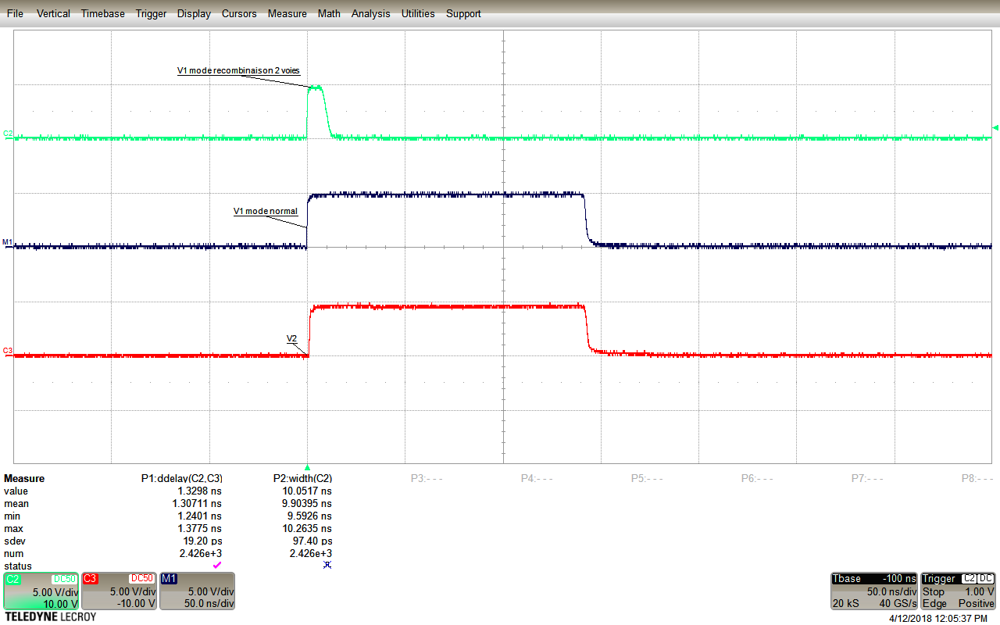 File Vertical Timebase Trigger Display Cursors Measure Math Analysis Utilities Support
V1 mode recombinaison 2 voies
C2
V1 mode normal
M1
V2
C3
Measure P1:ddelay(C2,C3) P2:width(C2) P3:- - - P4:- - - P5:- - - P6:- - - P7:- - - P8:- - -
value 1.3298 ns 10.0517 ns
mean 1.30711 ns 9.90395 ns
min 1.2401 ns 9.5926 ns
max 1.3775 ns 10.2635 ns
sdev 19.20 ps 97.40 ps
num 2.426e+3 2.426e+3
status
C2 DC50 C3 DC50 M1 Tbase -100 ns Trigger C2 DC
5.00 V/div 5.00 V/div 5.00 V/div 50.0 ns/div Stop 1.00 V
10.00 V -10.00 V 50.0 ns/div 20 kS 40 GS/s Edge Positive
TELEDYNE LECROY 4/12/2018 12:05:37 PM